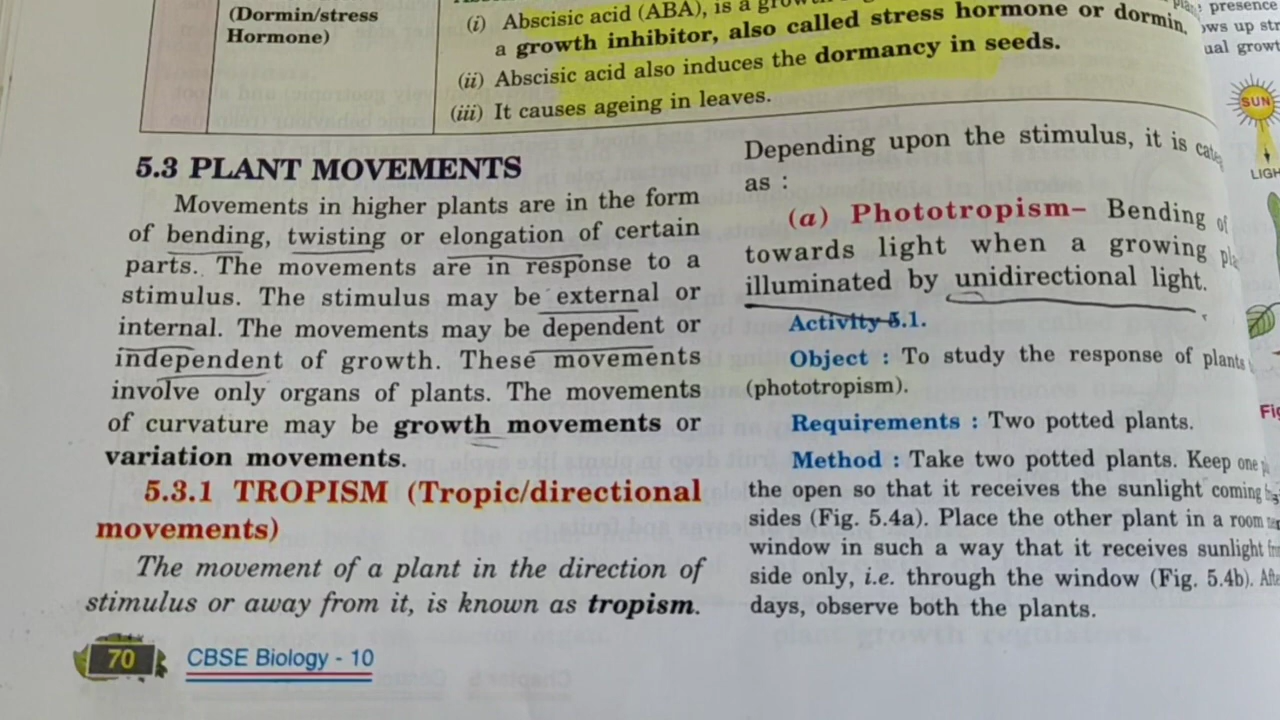 (Dormin/stress
Hormone)
(i) Abscisic acid (ABA), is a
a growth inhibitor, also called stress hormone or dormin,
(ii) Abscisic acid also induces the dormancy in seeds.
(iii) It causes ageing in leaves.
5.3 PLANT MOVEMENTS
Movements in higher plants are in the form
of bending, twisting or elongation of certain
parts. The movements are in response to a
stimulus. The stimulus may be external or
internal. The movements may be dependent or
independent of growth. These movements
involve only organs of plants. The movements
of curvature may be growth movements or
variation movements.
5.3.1 TROPISM (Tropic/directional
movements)
The movement of a plant in the direction of
stimulus or away from it, is known as tropism.
70 CBSE Biology - 10
Depending upon the stimulus, it is
as :
(a) Phototropism– Bending of
towards light when a growing
illuminated by unidirectional light.
Activity 5.1.
Object : To study the response of plants
(phototropism).
Requirements : Two potted plants.
Method : Take two potted plants. Keep one
the open so that it receives the sunlight coming
sides (Fig. 5.4a). Place the other plant in a room
window in such a way that it receives sunlight
side only, i.e. through the window (Fig. 5.4b).
days, observe both the plants.
presence
up
growt
SUN
LIGH